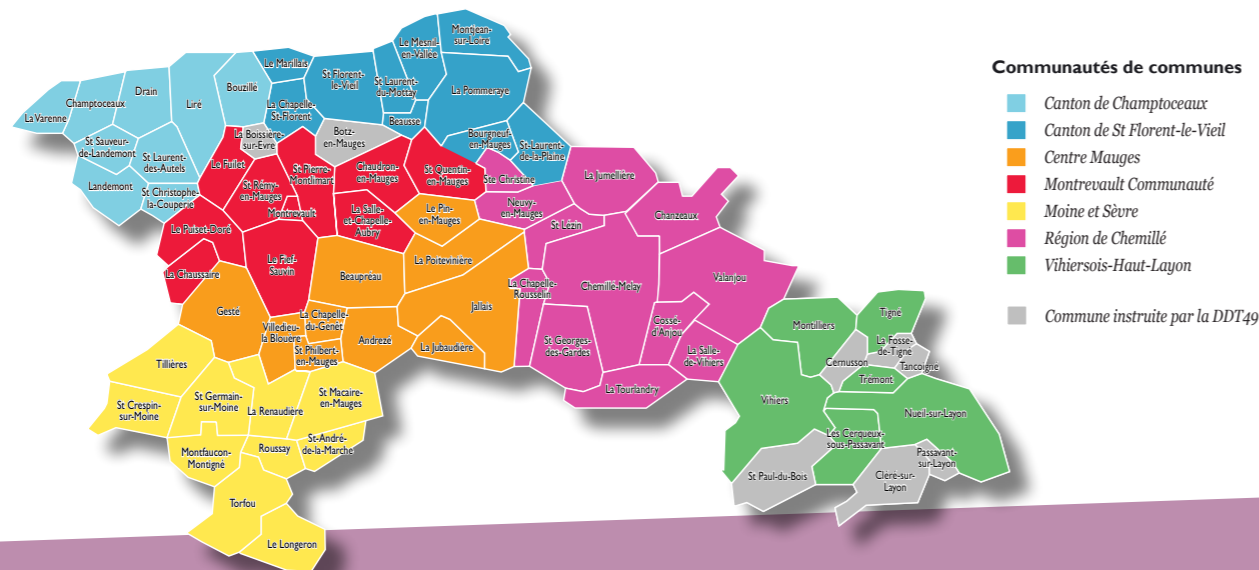 Communautés de communes
Canton de Champtoceaux
Canton de St Florent-le-Vieil
Centre Mauges
Montrevault Communauté
Moine et Sèvre
Région de Chemillé
Vihiersois-Haut-Layon
Commune instruite par la DDT49
La Varenne
Champtoceaux
Drain
Liré
Bouzillé
St Sauveur-
de-Landemont
St Laurent-
des-Autels
Landemont
St Christophe-
la-Couperie
Le Marillais
La Chapelle-
St-Florent
St Florent-
le-Vieil
St Laurent-
du-Mottay
Le Mesnil-
en-Vallée
Montjean-
sur-Loire
La Pommeraye
Beausse
Bourgneuf-
en-Mauges
St-Laurent-
de-la-Plaine
La Boissière-
sur-Evre
Botz-
en-Mauges
Le Fuilet
St Rémy-
en-Mauges
St Pierre-
Montlimart
Chaudron-
en-Mauges
St Quentin-
en-Mauges
Montrevault
La Salle-
et-Chapelle-
Aubry
Le Puiset-Doré
La Chaussaire
Le Fief-
Sauvin
Le Pin-
en-Mauges
Beaupréau
La Poitevinière
Jallais
Gesté
Villedieu-
la Blouere
La Chapelle-
du-Genêt
St Philbert-
en-Mauges
Andrezé
La Jubaudière
Ste Christine
Neuvy-
en-Mauges
La Jumellière
St Lézin
Chanzeaux
La Chapelle-
Rousselin
Chemillé-Melay
Valanjou
St Georges-
des-Gardes
Cossé-
d'Anjou
La Salle-
de-Vihiers
La Tourlandry
Tillières
St Crespin-
sur-Moine
St Germain-
sur-Moine
La Renaudière
St Macaire-
en-Mauges
Montfaucon-
Montigné
Roussay
St-André-
de-la-Marche
Torfou
Le Longeron
Montilliers
Tigné
La Fosse-
de-Tigné
Cernusson
Tancoigné
Trémont
Vihiers
Nueil-sur-Layon
Les Cerqueux-
sous-Passavant
Passavant-
sur-Layon
St Paul-du-Bois
Cléré-sur-
Layon